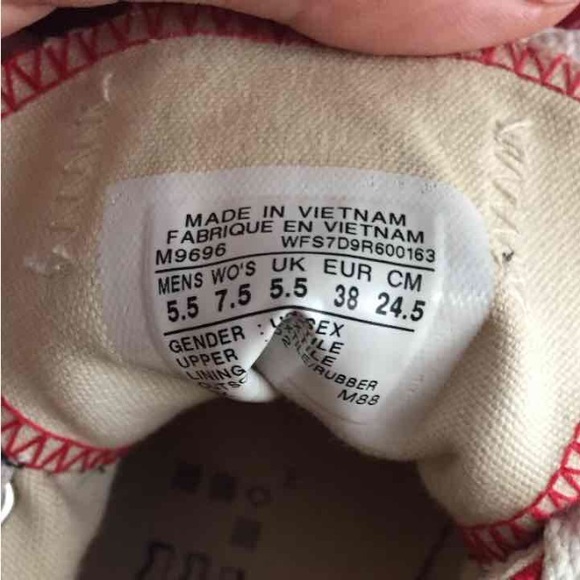 MADE IN VIETNAM
FABRIQUE EN VIETNAM
M9696 WFS7D9R600163
MENS WO'S UK EUR CM
5.5 7.5 5.5 38 24.5
GENDER :
UPPER
LINING
/RUBBER
M88